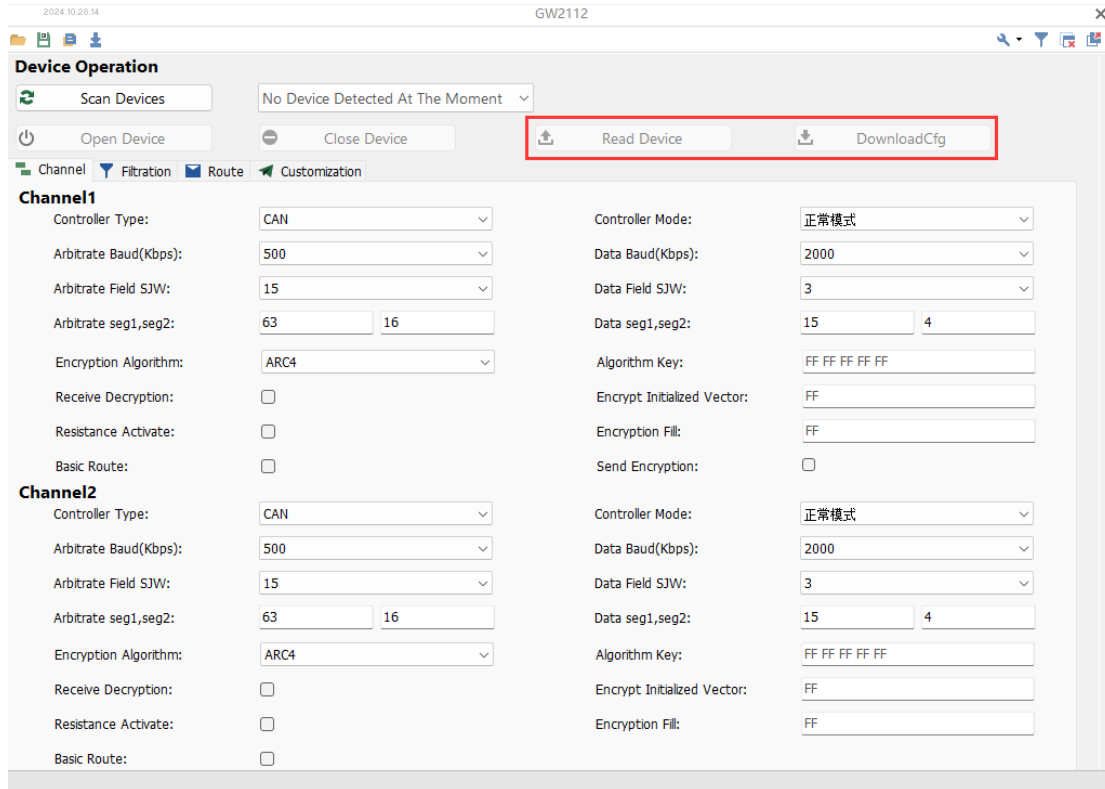 2024.10.28.14 GW2112
Device Operation
Scan Devices No Device Detected At The Moment
Open Device Close Device Read Device DownloadCfg
Channel Filtration Route Customization
Channel1
Controller Type: CAN Controller Mode: 正常模式
Arbitrate Baud(Kbps): 500 Data Baud(Kbps): 2000
Arbitrate Field SJW: 15 Data Field SJW: 3
Arbitrate seg1,seg2: 63 16 Data seg1,seg2: 15 4
Encryption Algorithm: ARC4 Algorithm Key: FF FF FF FF FF
Receive Decryption: Encrypt Initialized Vector: FF
Resistance Activate: Encryption Fill: FF
Basic Route: Send Encryption:
Channel2
Controller Type: CAN Controller Mode: 正常模式
Arbitrate Baud(Kbps): 500 Data Baud(Kbps): 2000
Arbitrate Field SJW: 15 Data Field SJW: 3
Arbitrate seg1,seg2: 63 16 Data seg1,seg2: 15 4
Encryption Algorithm: ARC4 Algorithm Key: FF FF FF FF FF
Receive Decryption: Encrypt Initialized Vector: FF
Resistance Activate: Encryption Fill: FF
Basic Route: